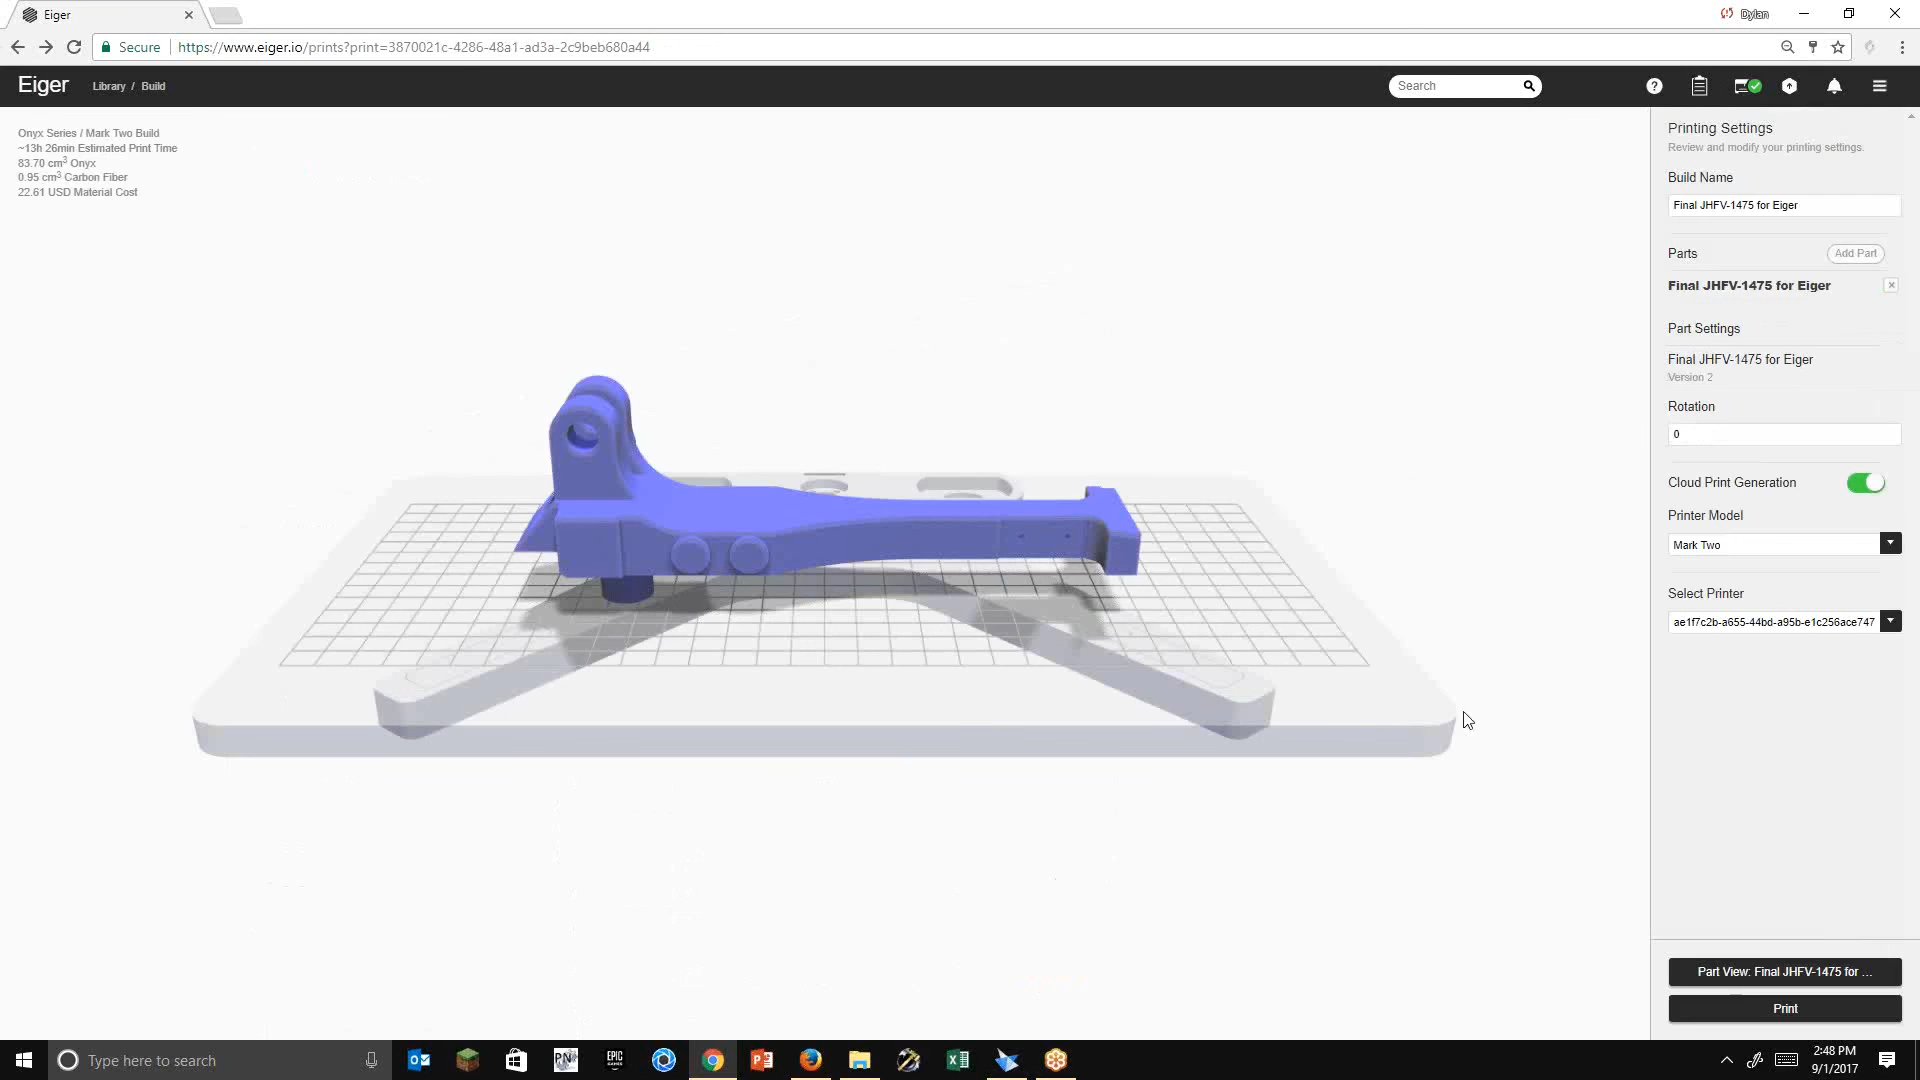 Eiger
Dylan
Secure
https://www.eiger.io/prints?print=3870021c-4286-48a1-ad3a-2c9beb680a44
Eiger
Library / Build
Search
Onyx Series / Mark Two Build
~13h 26min Estimated Print Time
83.70 cm³ Onyx
0.95 cm³ Carbon Fiber
22.61 USD Material Cost
Printing Settings
Review and modify your printing settings.
Build Name
Final JHFV-1475 for Eiger
Parts
Add Part
Final JHFV-1475 for Eiger
Part Settings
Final JHFV-1475 for Eiger
Version 2
Rotation
0
Cloud Print Generation
Printer Model
Mark Two
Select Printer
ae1f7c2b-a655-44bd-a95b-e1c256ace747
Part View: Final JHFV-1475 for ...
Print
Type here to search
PN
EPIC
GAMES
2:48 PM
9/1/2017